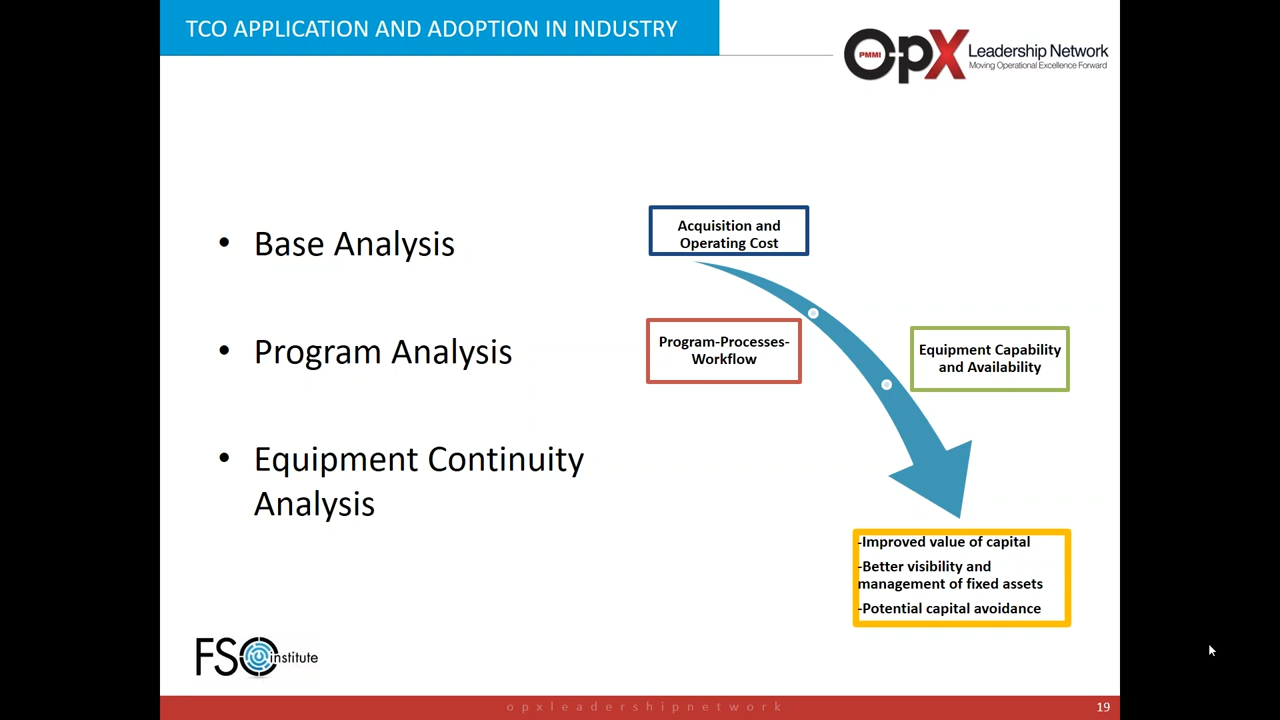 TCO APPLICATION AND ADOPTION IN INDUSTRY
PMMI
OpX
Leadership Network
Moving Operational Excellence Forward
• Base Analysis
• Program Analysis
• Equipment Continuity
Analysis
Acquisition and
Operating Cost
Program-Processes-
Workflow
Equipment Capability
and Availability
-Improved value of capital
-Better visibility and
management of fixed assets
-Potential capital avoidance
FSO institute
opxleadershipnetwork
19